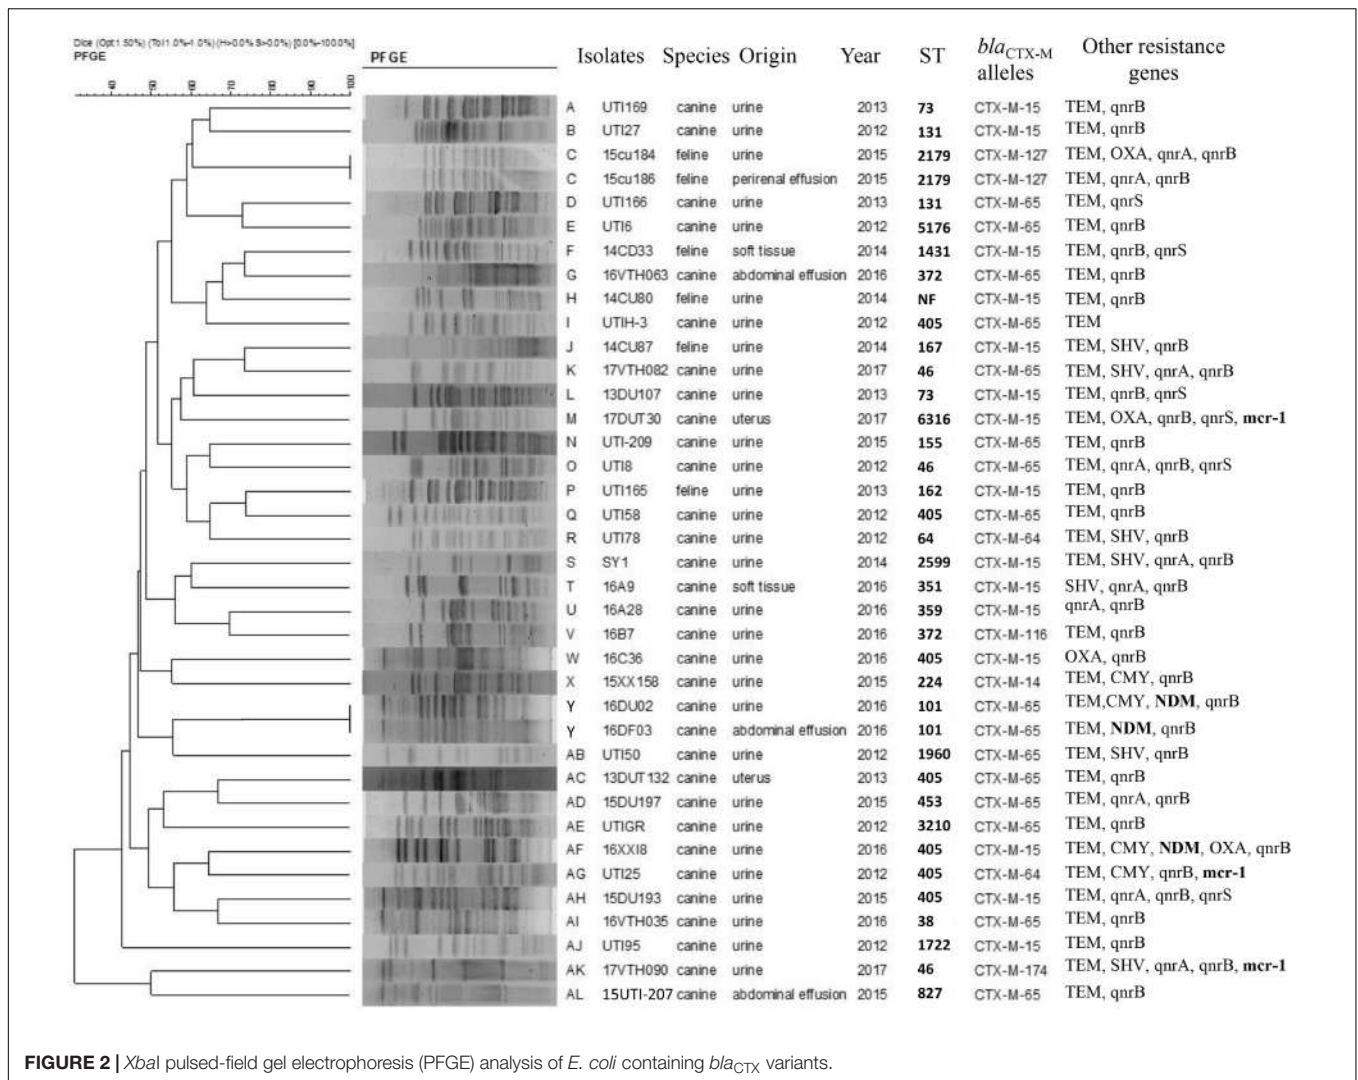 Dice (Opt:1.50%) (Tol 1.0%-1.0%) (H>0.0% S>0.0%) [0.0%-100.0%]
PFGE PFGE Isolates Species Origin Year ST blaCTX-M alleles Other resistance genes
40 50 60 70 80 90 100
A UTI169 canine urine 2013 73 CTX-M-15 TEM, qnrB
B UTI27 canine urine 2012 131 CTX-M-15 TEM, qnrB
C 15cu184 feline urine 2015 2179 CTX-M-127 TEM, OXA, qnrA, qnrB
C 15cu186 feline perirenal effusion 2015 2179 CTX-M-127 TEM, qnrA, qnrB
D UTI166 canine urine 2013 131 CTX-M-65 TEM, qnrS
E UTI6 canine urine 2012 5176 CTX-M-65 TEM, qnrB
F 14CD33 feline soft tissue 2014 1431 CTX-M-15 TEM, qnrB, qnrS
G 16VTH063 canine abdominal effusion 2016 372 CTX-M-65 TEM, qnrB
H 14CU80 feline urine 2014 NF CTX-M-15 TEM, qnrB
I UTIH-3 canine urine 2012 405 CTX-M-65 TEM
J 14CU87 feline urine 2014 167 CTX-M-15 TEM, SHV, qnrB
K 17VTH082 canine urine 2017 46 CTX-M-65 TEM, SHV, qnrA, qnrB
L 13DU107 canine urine 2013 73 CTX-M-15 TEM, qnrB, qnrS
M 17DUT30 canine uterus 2017 6316 CTX-M-15 TEM, OXA, qnrB, qnrS, mcr-1
N UTI-209 canine urine 2015 155 CTX-M-65 TEM, qnrB
O UTI8 canine urine 2012 46 CTX-M-65 TEM, qnrA, qnrB, qnrS
P UTI165 feline urine 2013 162 CTX-M-15 TEM, qnrB
Q UTI58 canine urine 2012 405 CTX-M-65 TEM, qnrB
R UTI78 canine urine 2012 64 CTX-M-64 TEM, SHV, qnrB
S SY1 canine urine 2014 2599 CTX-M-15 TEM, SHV, qnrA, qnrB
T 16A9 canine soft tissue 2016 351 CTX-M-15 SHV, qnrA, qnrB
U 16A28 canine urine 2016 359 CTX-M-15 qnrA, qnrB
V 16B7 canine urine 2016 372 CTX-M-116 TEM, qnrB
W 16C36 canine urine 2016 405 CTX-M-15 OXA, qnrB
X 15XX158 canine urine 2015 224 CTX-M-14 TEM, CMY, qnrB
Y 16DU02 canine urine 2016 101 CTX-M-65 TEM,CMY, NDM, qnrB
Y 16DF03 canine abdominal effusion 2016 101 CTX-M-65 TEM, NDM, qnrB
AB UTI50 canine urine 2012 1960 CTX-M-65 TEM, SHV, qnrB
AC 13DUT132 canine uterus 2013 405 CTX-M-65 TEM, qnrB
AD 15DU197 canine urine 2015 453 CTX-M-65 TEM, qnrA, qnrB
AE UTIGR canine urine 2012 3210 CTX-M-65 TEM, qnrB
AF 16XXI8 canine urine 2016 405 CTX-M-15 TEM, CMY, NDM, OXA, qnrB
AG UTI25 canine urine 2012 405 CTX-M-64 TEM, CMY, qnrB, mcr-1
AH 15DU193 canine urine 2015 405 CTX-M-15 TEM, qnrA, qnrB, qnrS
AI 16VTH035 canine urine 2016 38 CTX-M-65 TEM, qnrB
AJ UTI95 canine urine 2012 1722 CTX-M-15 TEM, qnrB
AK 17VTH090 canine urine 2017 46 CTX-M-174 TEM, SHV, qnrA, qnrB, mcr-1
AL 15UTI-207 canine abdominal effusion 2015 827 CTX-M-65 TEM, qnrB
FIGURE 2 | XbaI pulsed-field gel electrophoresis (PFGE) analysis of E. coli containing blaCTX variants.